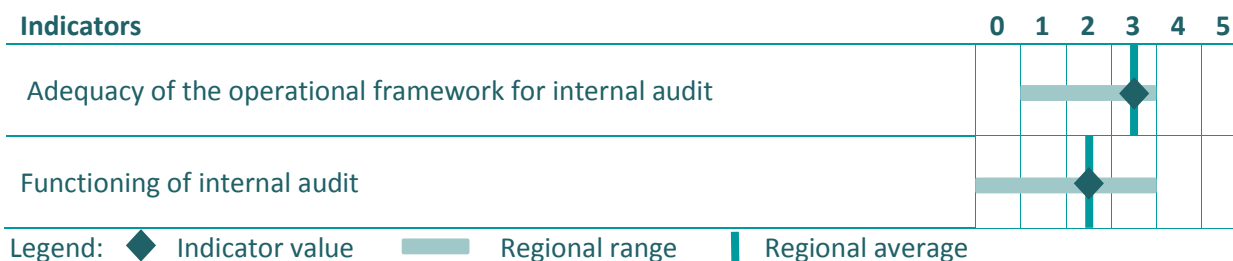 Indicators 0 1 2 3 4 5
Adequacy of the operational framework for internal audit
Functioning of internal audit
Legend: Indicator value Regional range Regional average